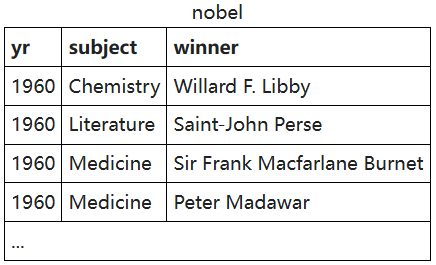 nobel
yr subject winner
1960 Chemistry Willard F. Libby
1960 Literature Saint-John Perse
1960 Medicine Sir Frank Macfarlane Burnet
1960 Medicine Peter Madawar
...